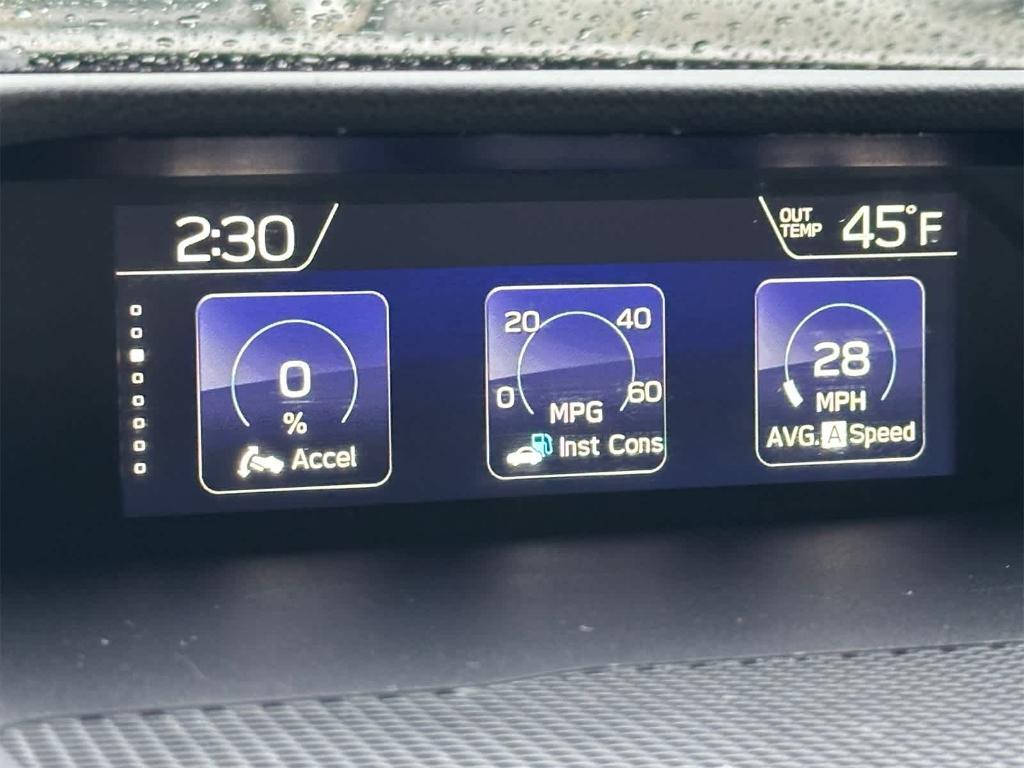 2:30
OUT
TEMP
45°F
0
%
Accel
20 40
0 60
MPG
Inst Cons
28
MPH
AVG. A Speed